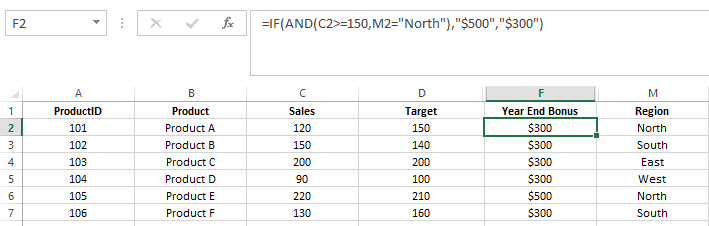 F2 fx =IF(AND(C2>=150,M2="North"),"$500","$300")
A B C D F M
1 ProductID Product Sales Target Year End Bonus Region
2 101 Product A 120 150 $300 North
3 102 Product B 150 140 $300 South
4 103 Product C 200 200 $300 East
5 104 Product D 90 100 $300 West
6 105 Product E 220 210 $500 North
7 106 Product F 130 160 $300 South